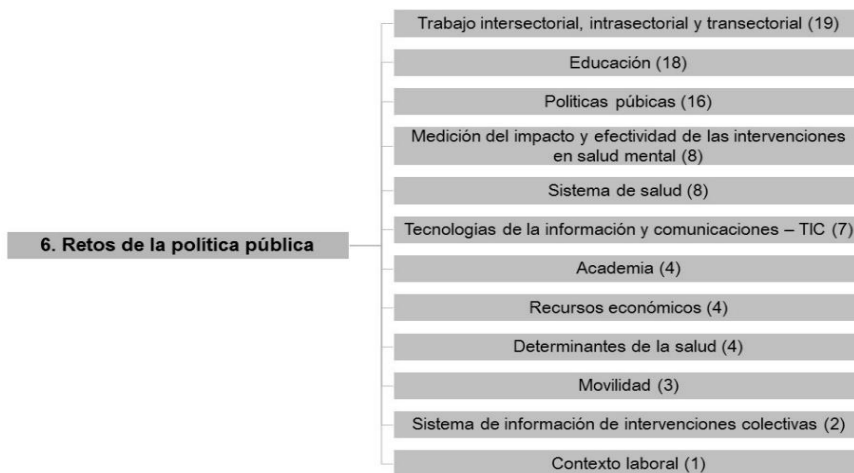 Trabajo intersectorial, intrasectorial y transectorial (19)
Educación (18)
Políticas púbicas (16)
Medición del impacto y efectividad de las intervenciones
en salud mental (8)
Sistema de salud (8)
6. Retos de la política pública
Tecnologías de la información y comunicaciones – TIC (7)
Academia (4)
Recursos económicos (4)
Determinantes de la salud (4)
Movilidad (3)
Sistema de información de intervenciones colectivas (2)
Contexto laboral (1)